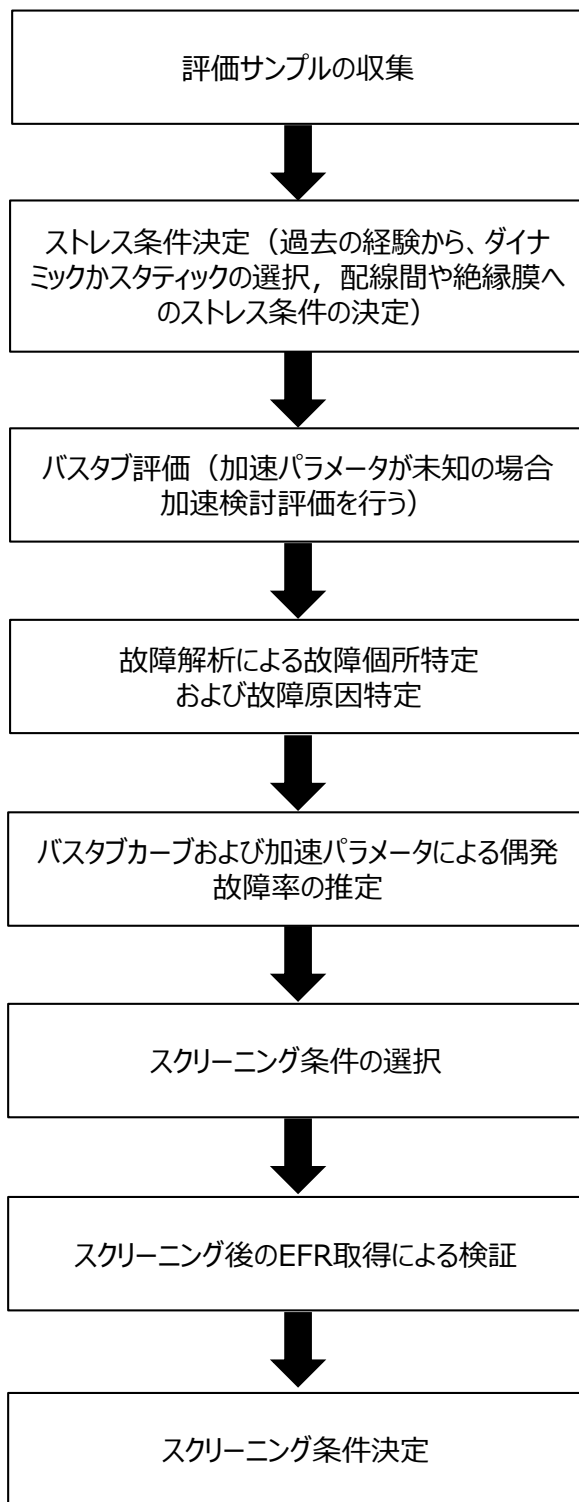 評価サンプルの収集
ストレス条件決定（過去の経験から、ダイナ
ミックかスタティックの選択，配線間や絶縁膜へ
のストレス条件の決定）
バスタブ評価（加速パラメータが未知の場合
加速検討評価を行う）
故障解析による故障個所特定
および故障原因特定
バスタブカーブおよび加速パラメータによる偶発
故障率の推定
スクリーニング条件の選択
スクリーニング後のEFR取得による検証
スクリーニング条件決定